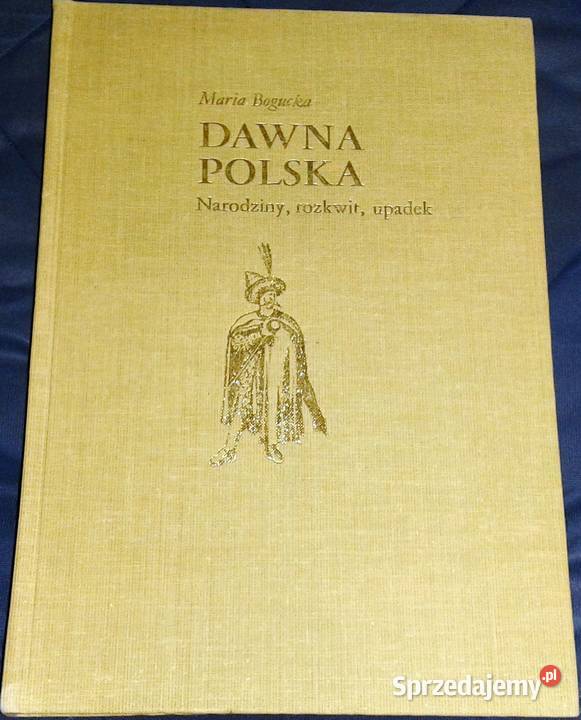 Maria Bogucka
DAWNA
POLSKA
Narodziny, rozkwit, upadek
Sprzedajemy.pl